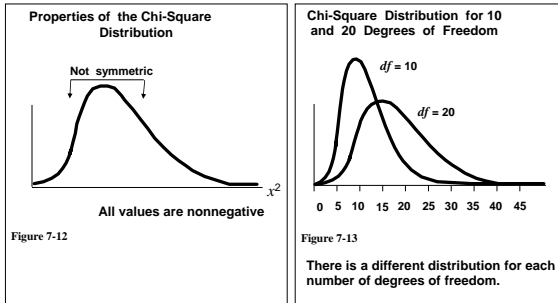 Properties of the Chi-Square
Distribution
Not symmetric
x²
All values are nonnegative
Figure 7-12
Chi-Square Distribution for 10
and 20 Degrees of Freedom
df = 10
df = 20
0 5 10 15 20 25 30 35 40 45
Figure 7-13
There is a different distribution for each
number of degrees of freedom.